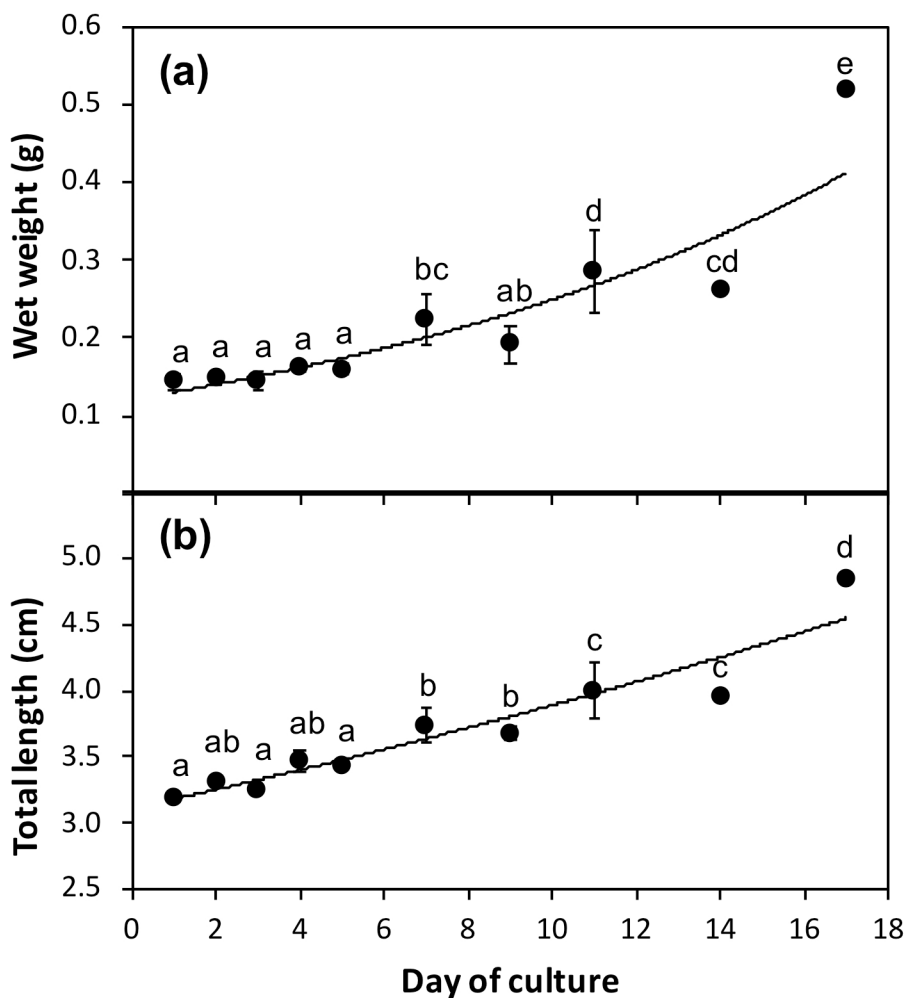 0.6
(a)
e
0.5
0.4
d
bc
0.3
cd
ab
a a a a a
0.2
0.1
Wet weight (g)
(b)
5.0
d
4.5
c
4.0
c
b
b
ab ab
a a a
3.5
3.0
2.5
Total length (cm)
0 2 4 6 8 10 12 14 16 18
Day of culture